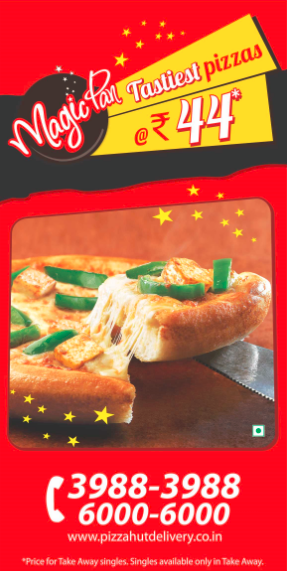 Magic Pan Tastiest pizzas
@ ₹ 44*
3988-3988
6000-6000
www.pizzahutdelivery.co.in
*Price for Take Away singles. Singles available only in Take Away.